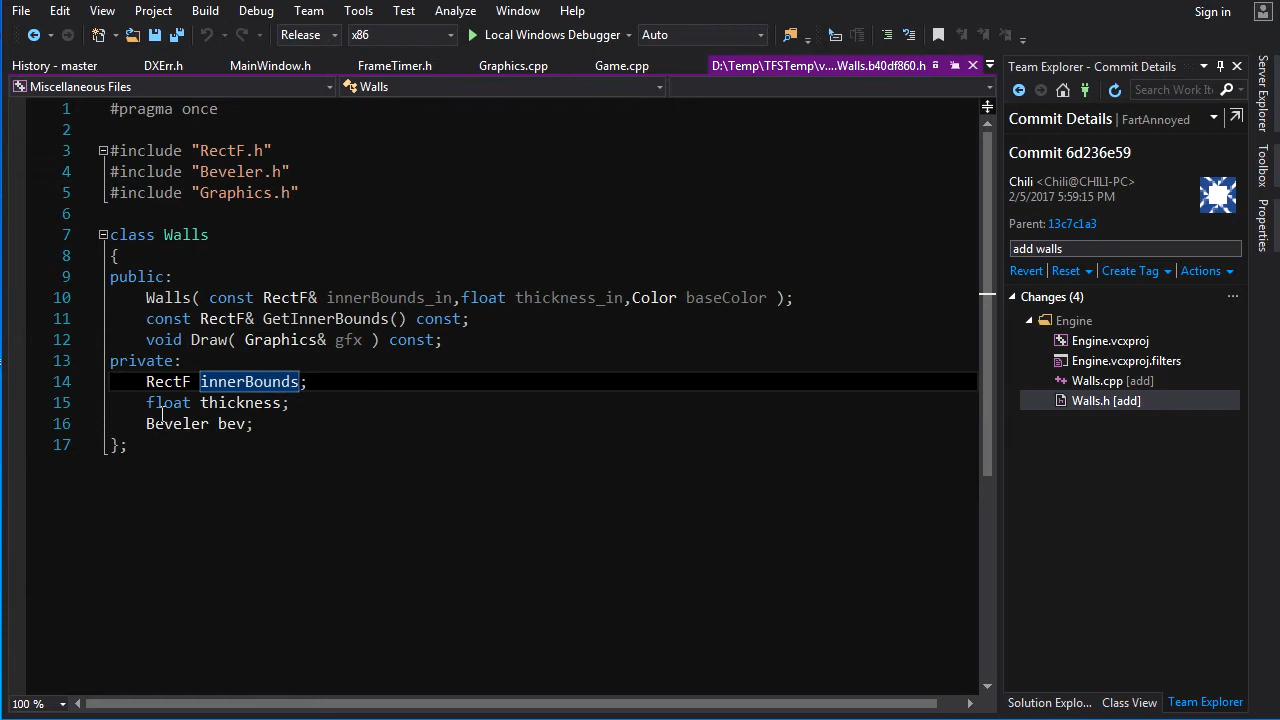 File Edit View Project Build Debug Team Tools Test Analyze Window Help Sign in
Release x86 Local Windows Debugger Auto
History - master DXErr.h MainWindow.h FrameTimer.h Graphics.cpp Game.cpp D:\Temp\TFSTemp\v....Walls.b40df860.h
Miscellaneous Files Walls
1 #pragma once
2
3 #include "RectF.h"
4 #include "Beveler.h"
5 #include "Graphics.h"
6
7 class Walls
8 {
9 public:
10 Walls( const RectF& innerBounds_in,float thickness_in,Color baseColor );
11 const RectF& GetInnerBounds() const;
12 void Draw( Graphics& gfx ) const;
13 private:
14 RectF innerBounds;
15 float thickness;
16 Beveler bev;
17 };
100 %
Team Explorer - Commit Details
Search Work Ite
Commit Details | FartAnnoyed
Commit 6d236e59
Chili <Chili@CHILI-PC>
2/5/2017 5:59:15 PM
Parent: 13c7c1a3
add walls
Revert Reset Create Tag Actions
Changes (4)
Engine
Engine.vcxproj
Engine.vcxproj.filters
Walls.cpp [add]
Walls.h [add]
Solution Explo... Class View Team Explorer
Server Explorer
Toolbox
Properties